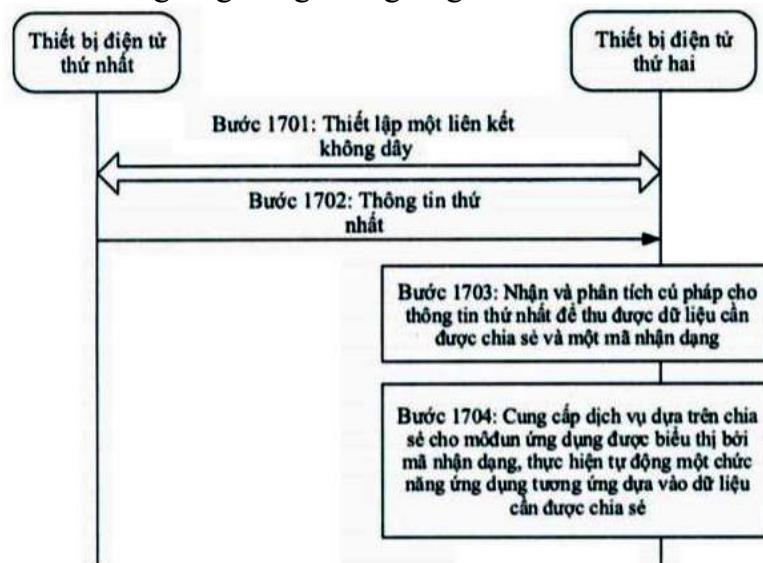 Thiết bị điện tử
thứ nhất
Thiết bị điện tử
thứ hai
Bước 1701: Thiết lập một liên kết
không dây
Bước 1702: Thông tin thứ
nhất
Bước 1703: Nhận và phân tích cú pháp cho
thông tin thứ nhất để thu được dữ liệu cần
được chia sẻ và một mã nhận dạng
Bước 1704: Cung cấp dịch vụ dựa trên chia
sẻ cho môđun ứng dụng được biểu thị bởi
mã nhận dạng, thực hiện tự động một chức
năng ứng dụng tương ứng dựa vào dữ liệu
cần được chia sẻ